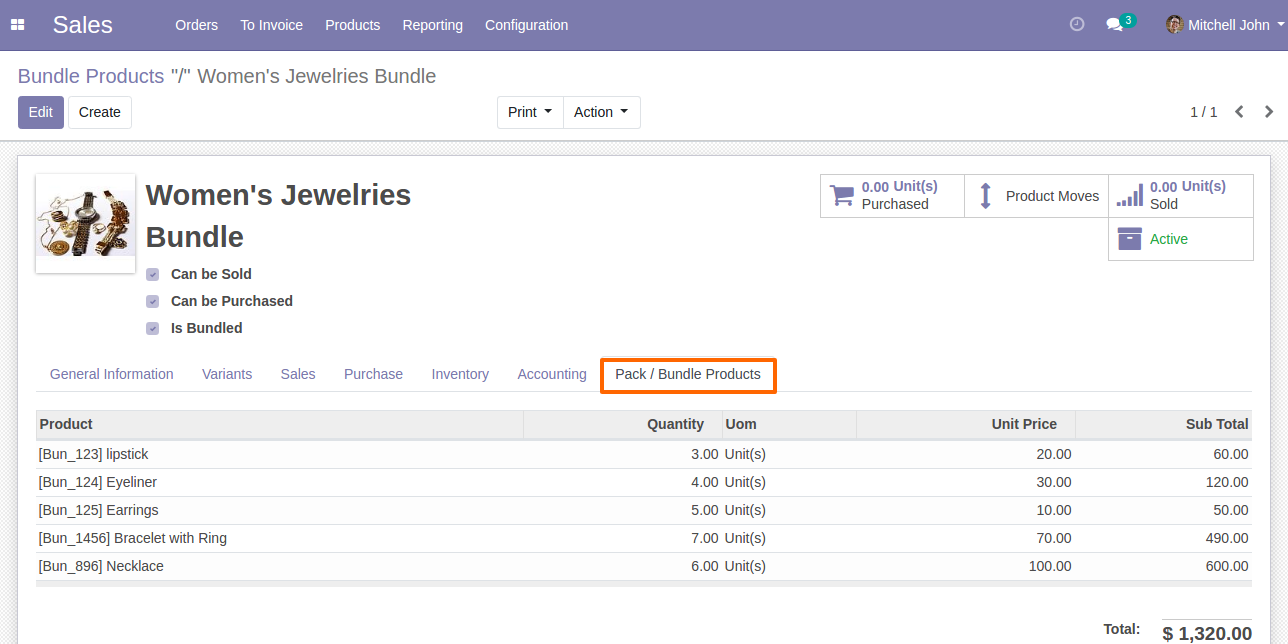 Sales Orders To Invoice Products Reporting Configuration 3 Mitchell John
Bundle Products "/" Women's Jewelries Bundle
Edit Create Print Action 1 / 1
Women's Jewelries
Bundle
0.00 Unit(s)
Purchased
Product Moves
0.00 Unit(s)
Sold
Active
Can be Sold
Can be Purchased
Is Bundled
General Information Variants Sales Purchase Inventory Accounting Pack / Bundle Products
Product Quantity Uom Unit Price Sub Total
[Bun_123] lipstick 3.00 Unit(s) 20.00 60.00
[Bun_124] Eyeliner 4.00 Unit(s) 30.00 120.00
[Bun_125] Earrings 5.00 Unit(s) 10.00 50.00
[Bun_1456] Bracelet with Ring 7.00 Unit(s) 70.00 490.00
[Bun_896] Necklace 6.00 Unit(s) 100.00 600.00
Total: $ 1,320.00